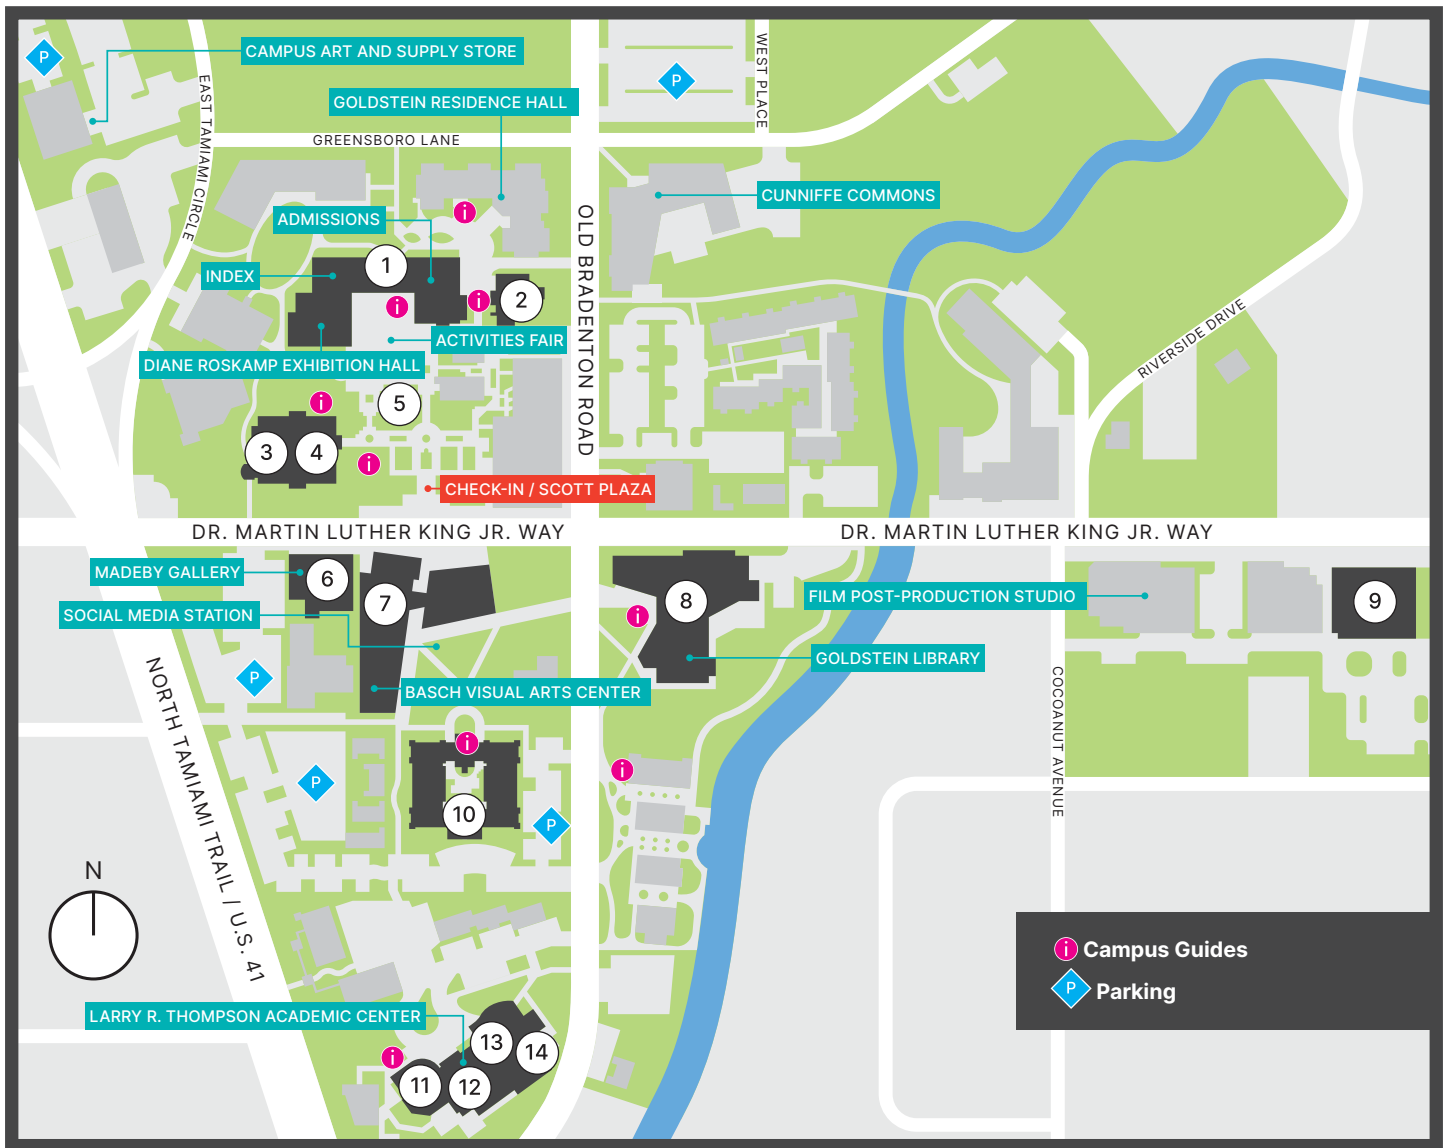 P
CAMPUS ART AND SUPPLY STORE
EAST TAMIAMI CIRCLE
GOLDSTEIN RESIDENCE HALL
P
WEST PLACE
GREENSBORO LANE
CUNNIFFE COMMONS
ADMISSIONS
i
OLD BRADENTON ROAD
INDEX
1
i
i
2
ACTIVITIES FAIR
DIANE ROSKAMP EXHIBITION HALL
RIVERSIDE DRIVE
i
5
3
4
i
CHECK-IN / SCOTT PLAZA
DR. MARTIN LUTHER KING JR. WAY
DR. MARTIN LUTHER KING JR. WAY
MADEBY GALLERY
6
7
SOCIAL MEDIA STATION
8
i
FILM POST-PRODUCTION STUDIO
9
GOLDSTEIN LIBRARY
P
BASCH VISUAL ARTS CENTER
NORTH TAMIAMI TRAIL / U.S. 41
COCOANUT AVENUE
i
i
P
10
P
N
i Campus Guides
P Parking
LARRY R. THOMPSON ACADEMIC CENTER
13
14
i
11
12